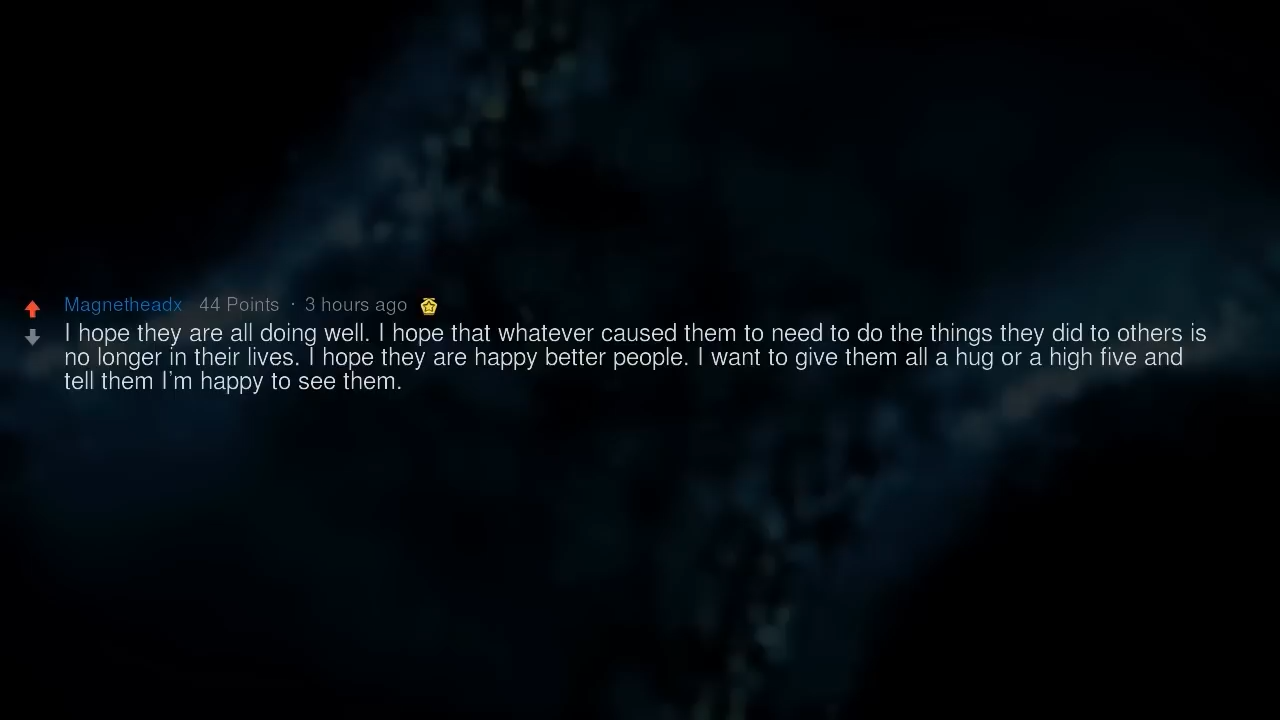 Magnetheadx 44 Points · 3 hours ago
I hope they are all doing well. I hope that whatever caused them to need to do the things they did to others is
no longer in their lives. I hope they are happy better people. I want to give them all a hug or a high five and
tell them I'm happy to see them.